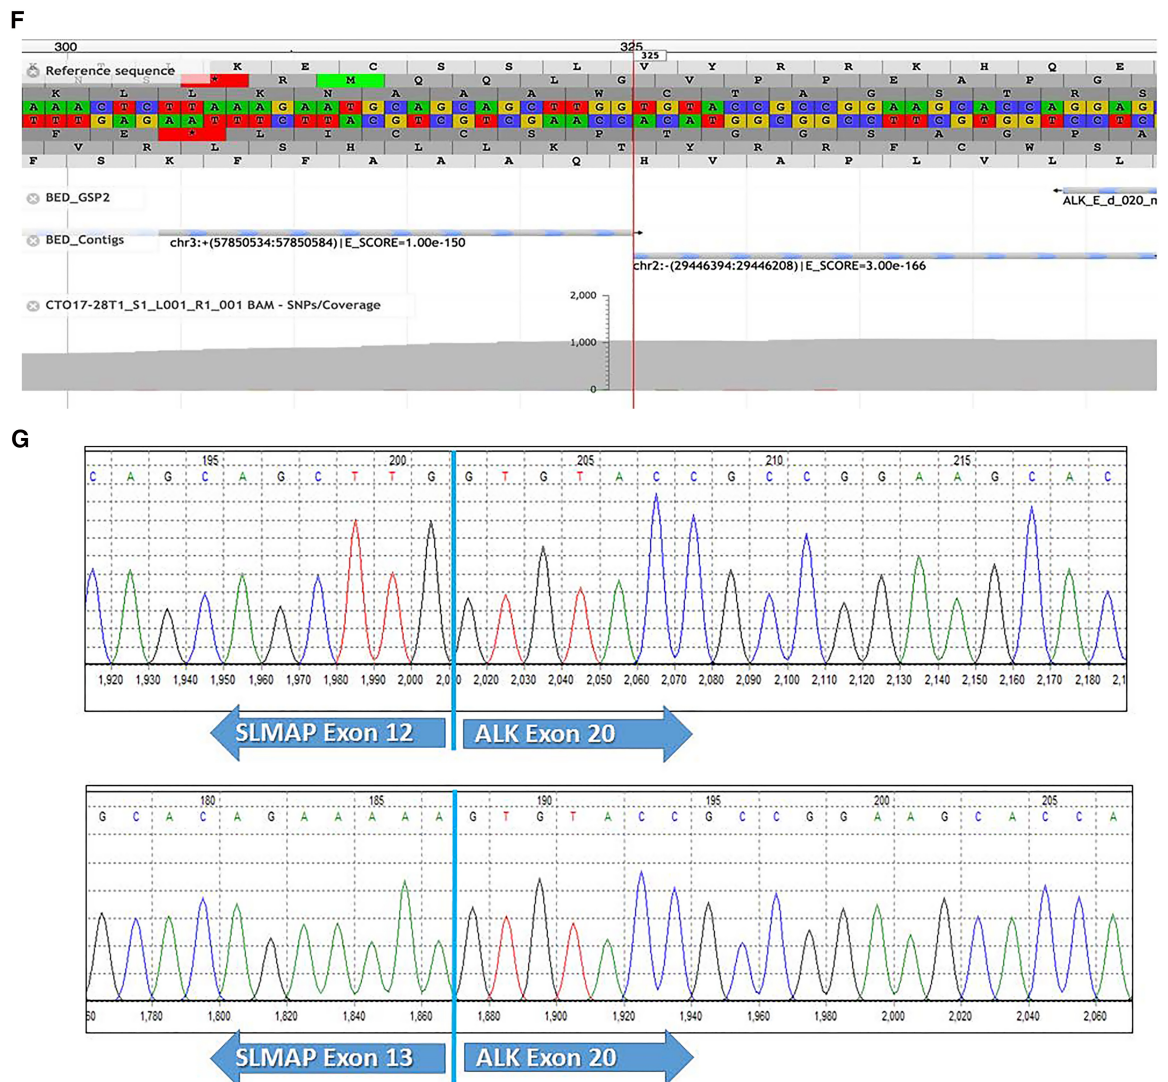 F
300 325
325
K E C S S L V Y R R K H Q E
Reference sequence * R M Q Q L G V P P E A P G
K L L K N A A A W C T A G S T R S
A A A C T C T T A A A G A A T G C A G C A G C T T G G T G T A C C G C C G G A A G C A C C A G G A G
T T T G A G A A T T T C T T A C G T C G T C G A A C C A C A T G G C G G C C T T C G T G G T C C T C
F E * L I C C S P T G G S A G P A
V R L S H L L K T Y R R F C W S L
F S K F F A A A Q H V A P L V L L
BED_GSP2
ALK_E_d_020_n
BED_Contigs
chr3:+(57850534:57850584)|E_SCORE=1.00e-150
chr2:-(29446394:29446208)|E_SCORE=3.00e-166
CTO17-28T1_S1_L001_R1_001 BAM - SNPs/Coverage
2,000
1,000
0
G
195 200 205 210 215
C A G C A G C T T G G T G T A C C G C C G G A A G C A C
1,920 1,930 1,940 1,950 1,960 1,970 1,980 1,990 2,000 2,01 2,020 2,030 2,040 2,050 2,060 2,070 2,080 2,090 2,100 2,110 2,120 2,130 2,140 2,150 2,160 2,170 2,180 2,1
SLMAP Exon 12 ALK Exon 20
180 185 190 195 200 205
G C A C A G A A A A A G T G T A C C G C C G G A A G C A C C A
60 1,780 1,800 1,820 1,840 1,860 1,880 1,900 1,920 1,940 1,960 1,980 2,000 2,020 2,040 2,060
SLMAP Exon 13 ALK Exon 20